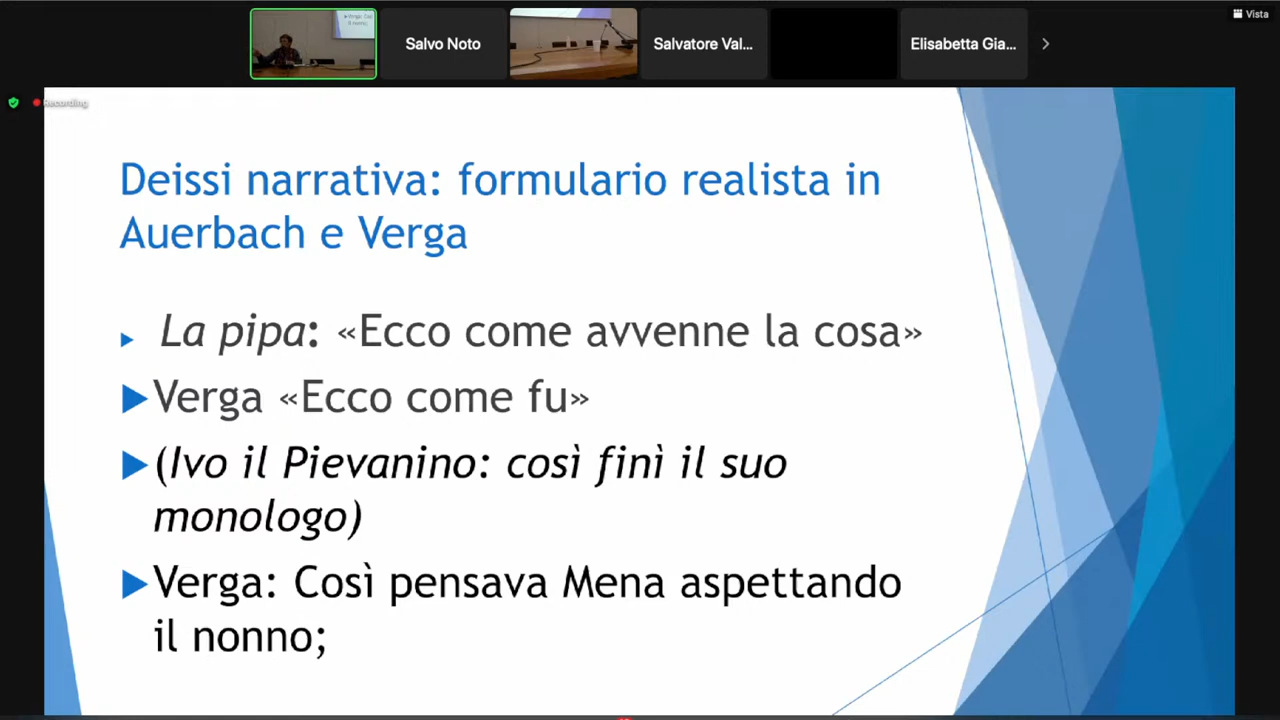 Verga: Così
Vista
Salvo Noto
Salvatore Val...
Elisabetta Gia...
Recording
Deissi narrativa: formulario realista in
Auerbach e Verga
La pipa: «Ecco come avvenne la cosa»
Verga «Ecco come fu»
(Ivo il Pievanino: così finì il suo
monologo)
Verga: Così pensava Mena aspettando
il nonno;